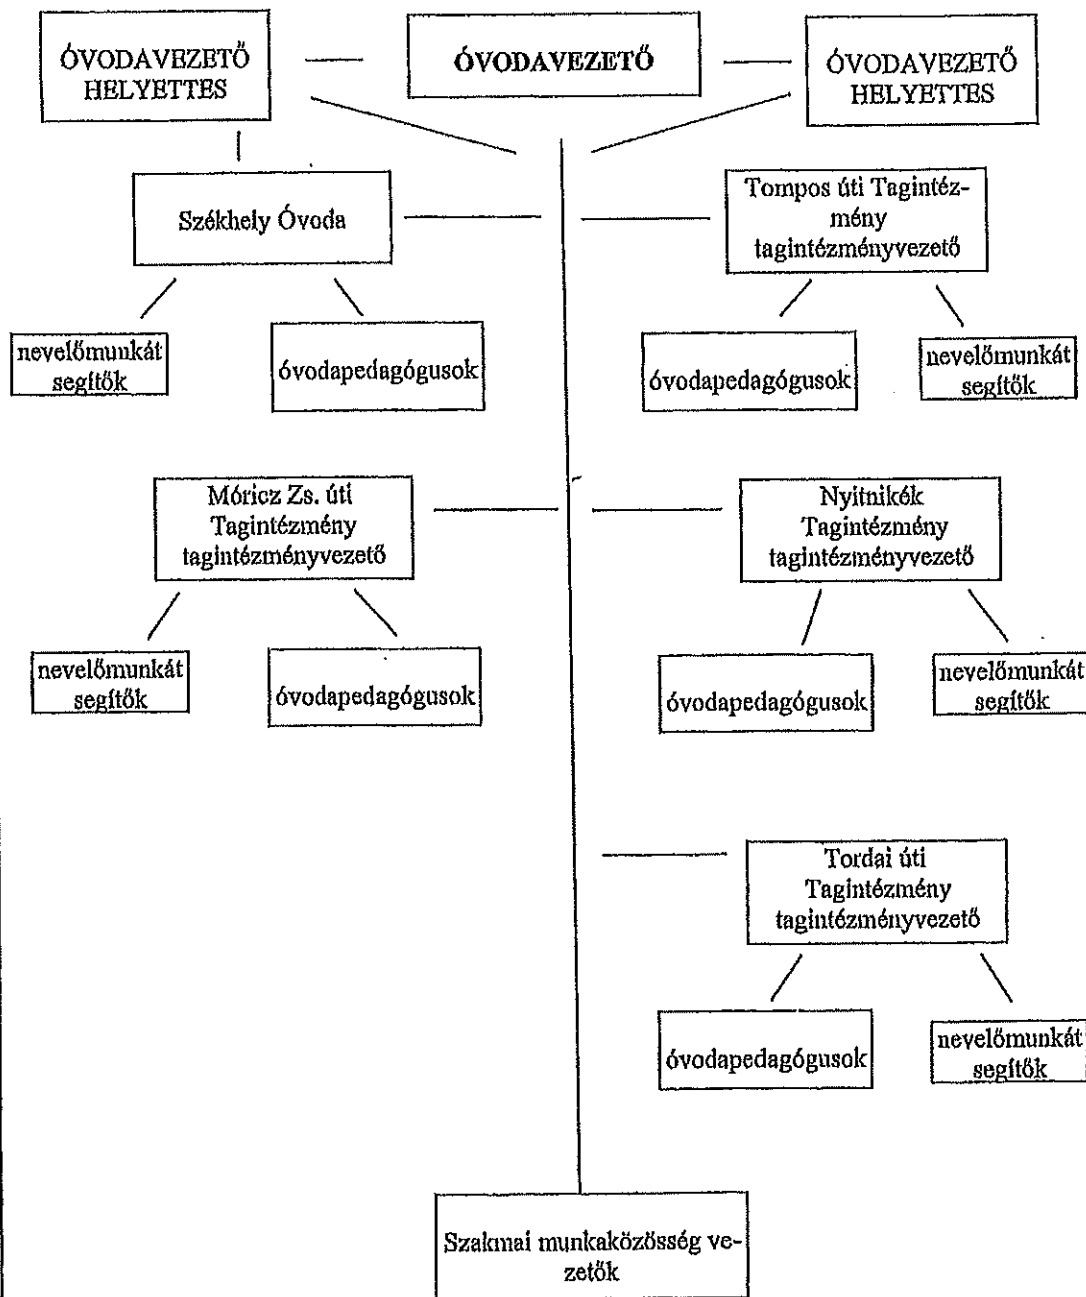 ÓVODAVEZETŐ
HELYETTES
ÓVODAVEZETŐ
ÓVODAVEZETŐ
HELYETTES
Székhely Óvoda
Tompos úti Tagintéz-
mény
tagintézményvezető
nevelőmunkát
segítők
óvodapedagógusok
óvodapedagógusok
nevelőmunkát
segítők
Móricz Zs. úti
Tagintézmény
tagintézményvezető
Nyitnikék
Tagintézmény
tagintézményvezető
nevelőmunkát
segítők
óvodapedagógusok
óvodapedagógusok
nevelőmunkát
segítők
Tordai úti
Tagintézmény
tagintézményvezető
óvodapedagógusok
nevelőmunkát
segítők
Szakmai munkaközösség ve-
zetők